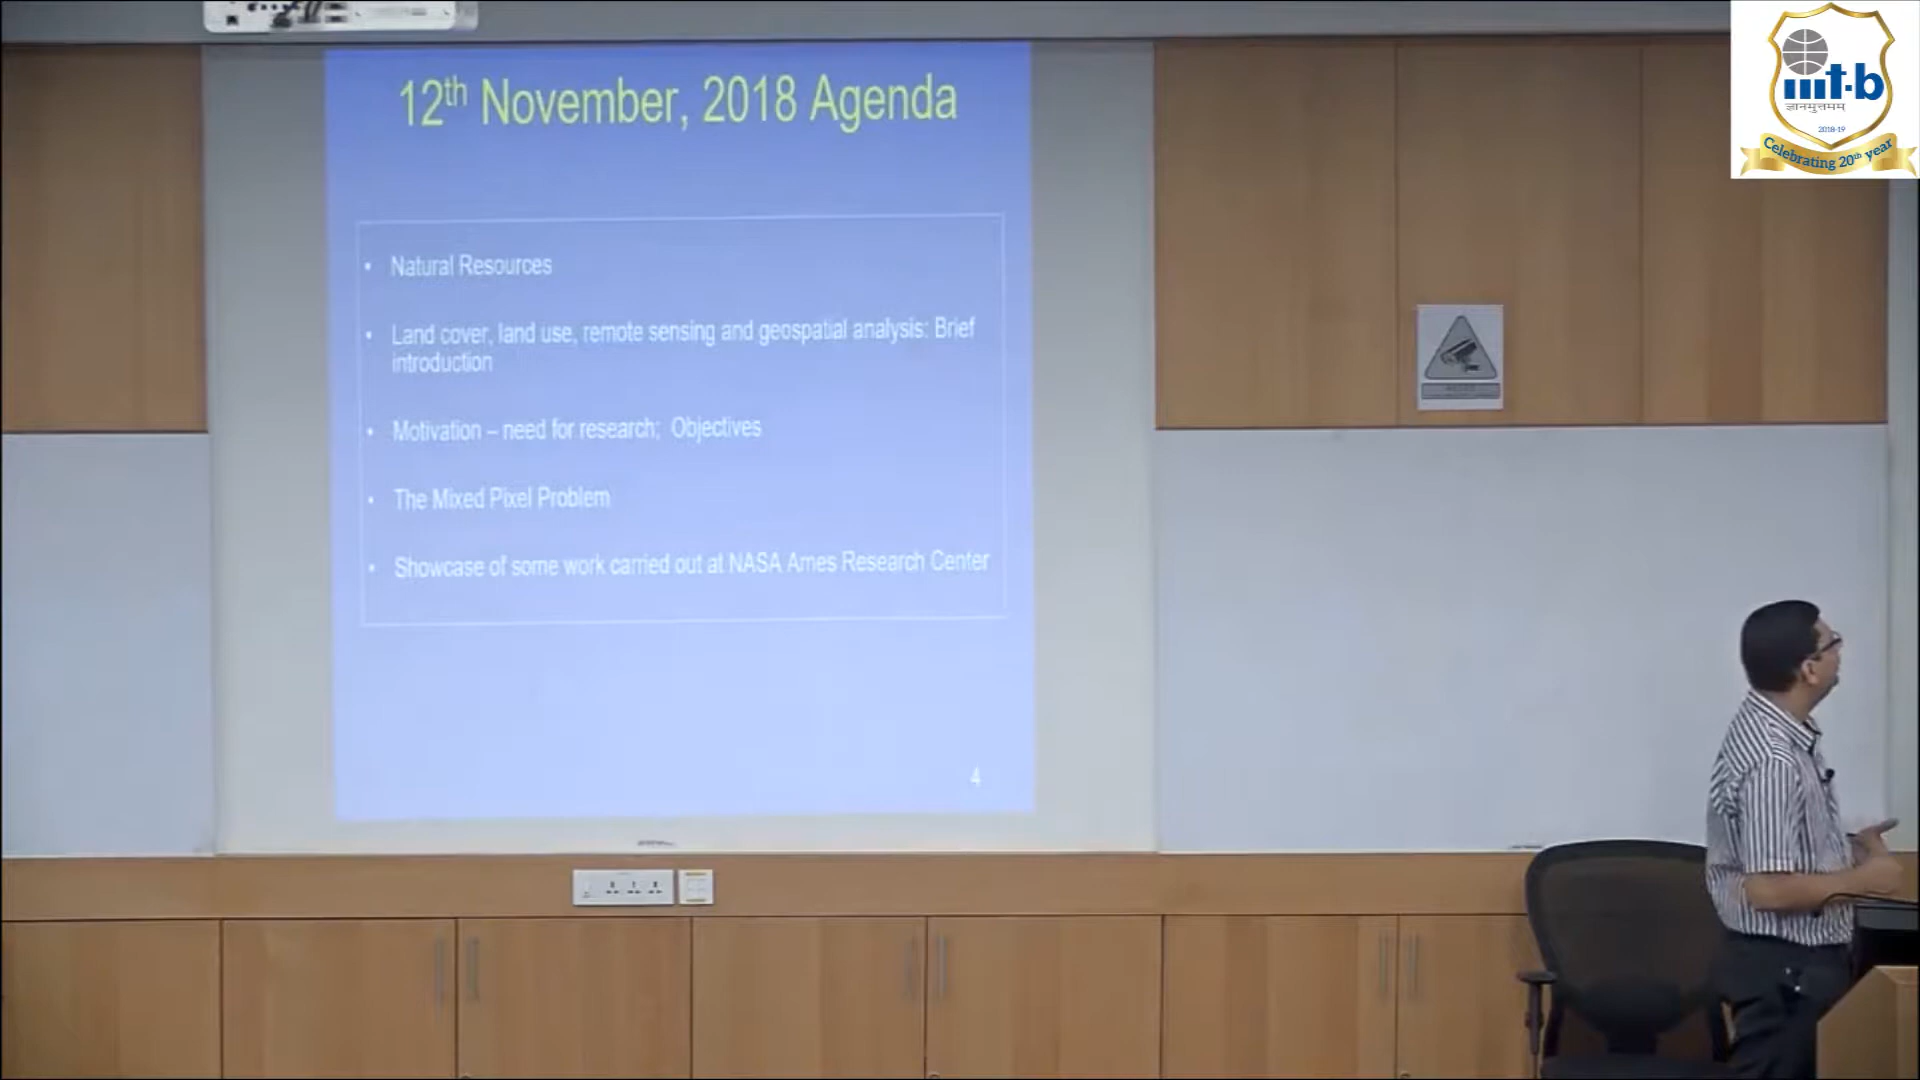 12th November, 2018 Agenda
• Natural Resources
• Land cover, land use, remote sensing and geospatial analysis: Brief
introduction
• Motivation – need for research; Objectives
• The Mixed Pixel Problem
• Showcase of some work carried out at NASA Ames Research Center
4
iiit-b
ज्ञानमुत्तमम्
2018-19
Celebrating 20th year